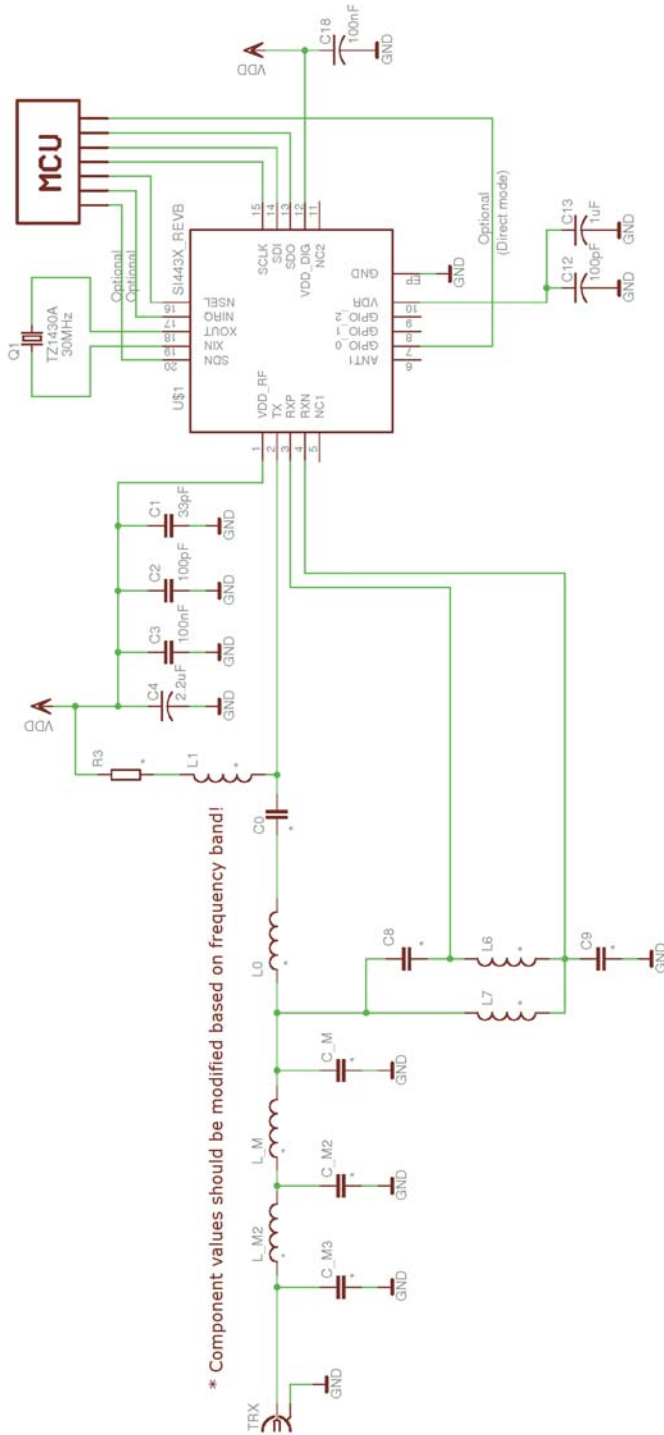 MCU
Optional
Optional
Q1
TZ1430A
30MHz
SI443X_REVB
U$1
SDN
XIN
XOUT
NIRQ
NSEL
20
19
18
17
16
VDD_RF
TX
RXP
RXN
NC1
1
2
3
4
5
SCLK
SDI
SDO
VDD_DIG
NC2
15
14
13
12
11
ANT1
GPIO_0
GPIO_1
GPIO_2
VDR
GND
6
7
8
9
10
EP
GND
VDD
C18
100nF
GND
Optional
(Direct mode)
C12
100pF
GND
C13
1uF
GND
VDD
C4
2.2uF
GND
C3
100nF
GND
C2
100pF
GND
C1
33pF
GND
R3
*
L1
*
* Component values should be modified based on frequency band!
C0
*
L0
*
C8
*
L6
*
L7
*
C9
*
GND
C_M
*
GND
L_M
*
C_M2
*
GND
L_M2
*
C_M3
*
GND
TRX
GND